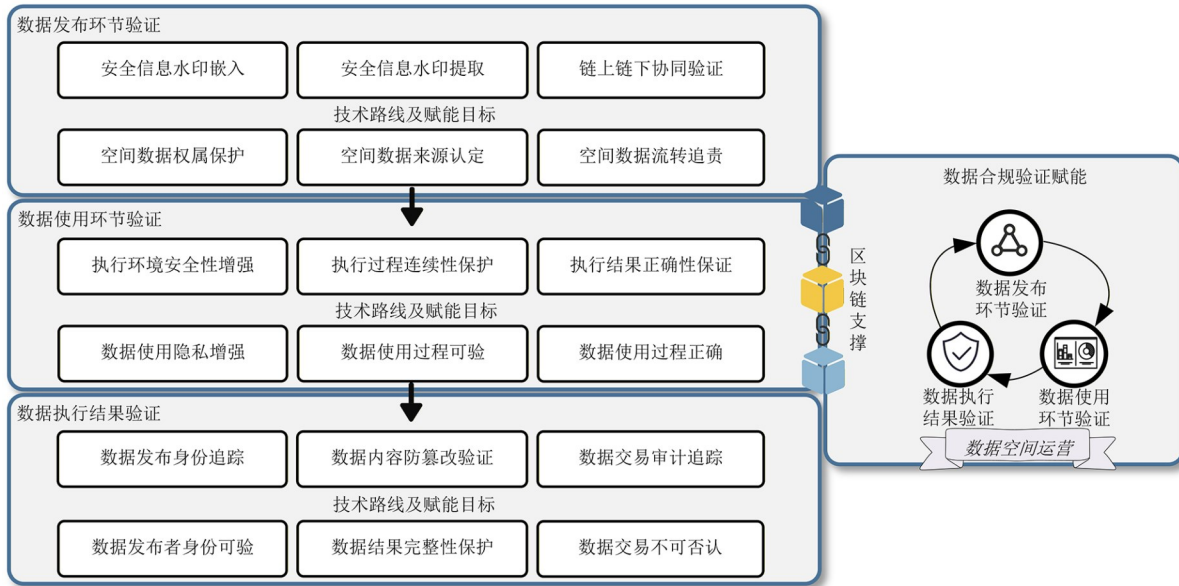 数据发布环节验证
安全信息水印嵌入
安全信息水印提取
链上链下协同验证
技术路线及赋能目标
空间数据权属保护
空间数据来源认定
空间数据流转追责
数据使用环节验证
执行环境安全性增强
执行过程连续性保护
执行结果正确性保证
技术路线及赋能目标
数据使用隐私增强
数据使用过程可验
数据使用过程正确
数据执行结果验证
数据发布身份追踪
数据内容防篡改验证
数据交易审计追踪
技术路线及赋能目标
数据发布者身份可验
数据结果完整性保护
数据交易不可否认
区块链支撑
数据合规验证赋能
数据发布
环节验证
数据执行
结果验证
数据使用
环节验证
数据空间运营